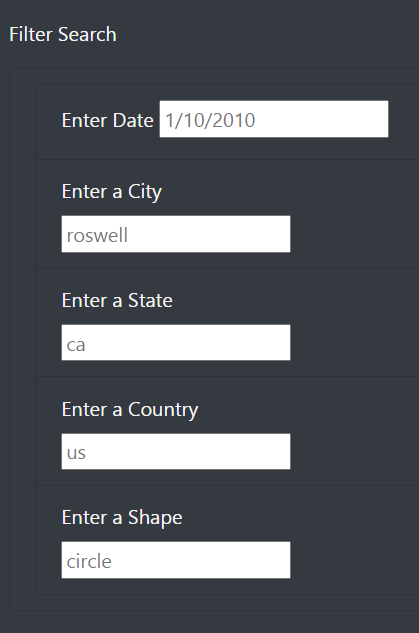 Filter Search
Enter Date 1/10/2010
Enter a City
roswell
Enter a State
ca
Enter a Country
us
Enter a Shape
circle